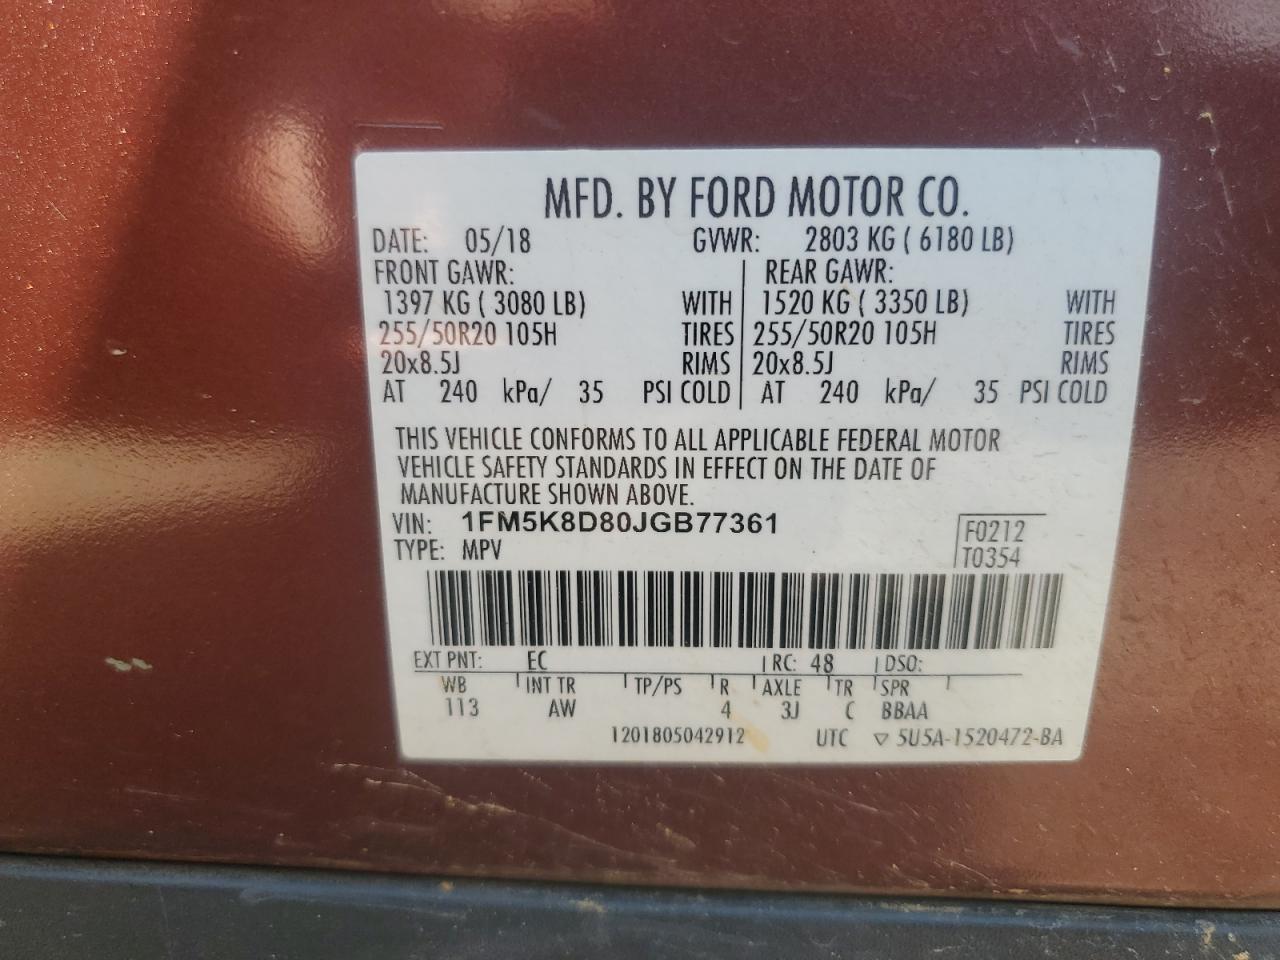 MFD. BY FORD MOTOR CO.
DATE: 05/18 GVWR: 2803 KG ( 6180 LB)
FRONT GAWR: REAR GAWR:
1397 KG ( 3080 LB) WITH 1520 KG ( 3350 LB) WITH
255/50R20 105H TIRES 255/50R20 105H TIRES
20x8.5J RIMS 20x8.5J RIMS
AT 240 kPa/ 35 PSI COLD AT 240 kPa/ 35 PSI COLD
THIS VEHICLE CONFORMS TO ALL APPLICABLE FEDERAL MOTOR
VEHICLE SAFETY STANDARDS IN EFFECT ON THE DATE OF
MANUFACTURE SHOWN ABOVE.
VIN: 1FM5K8D80JGB77361 F0212
TYPE: MPV T0354
EXT PNT: EC RC: 48 DSO:
WB INT TR TP/PS R AXLE TR SPR
113 AW 4 3J C BBAA
1201805042912 UTC ▽ 5U5A-1520472-BA